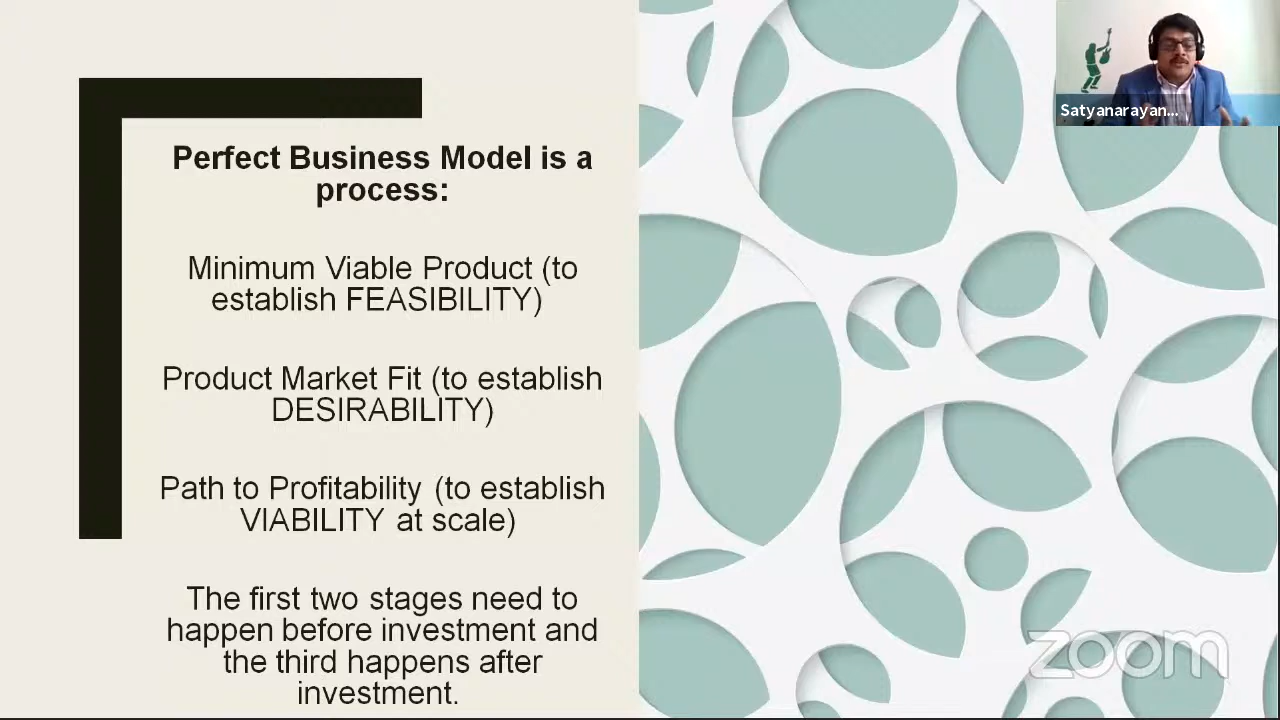 Perfect Business Model is a
process:
Minimum Viable Product (to
establish FEASIBILITY)
Product Market Fit (to establish
DESIRABILITY)
Path to Profitability (to establish
VIABILITY at scale)
The first two stages need to
happen before investment and
the third happens after
investment.
Satyanarayan...
zoom